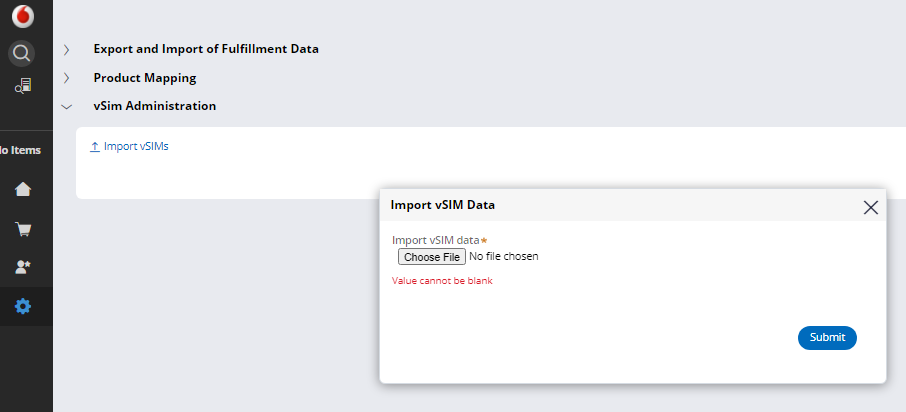 Export and Import of Fulfillment Data
Product Mapping
vSim Administration
Import vSIMs
Items
Import vSIM Data
Import vSIM data*
Choose File No file chosen
Value cannot be blank
Submit